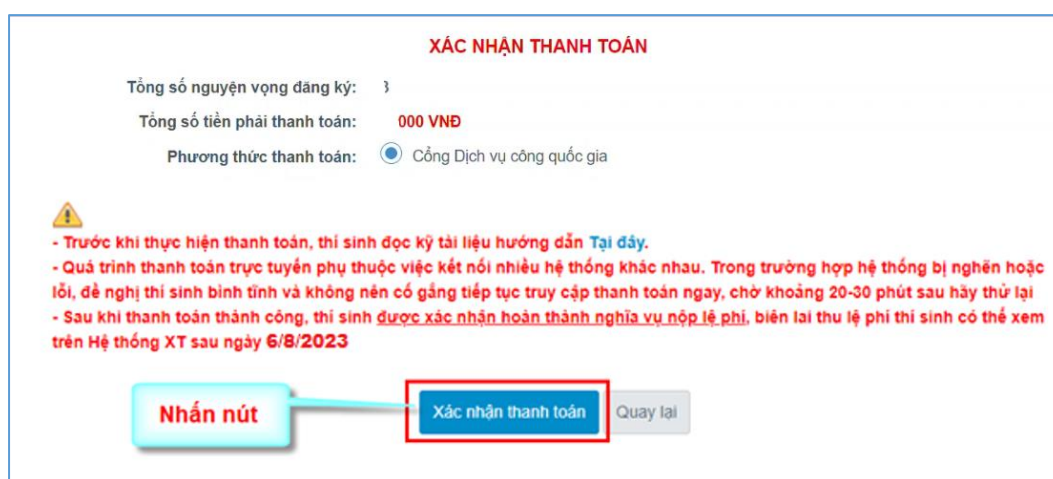 XÁC NHẬN THANH TOÁN
Tổng số nguyện vọng đăng ký:
Tổng số tiền phải thanh toán: 000 VNĐ
Phương thức thanh toán: Cổng Dịch vụ công quốc gia
- Trước khi thực hiện thanh toán, thí sinh đọc kỹ tài liệu hướng dẫn Tại đây.
- Quá trình thanh toán trực tuyến phụ thuộc việc kết nối nhiều hệ thống khác nhau. Trong trường hợp hệ thống bị nghẽn hoặc
lỗi, đề nghị thí sinh bình tĩnh và không nên cố gắng tiếp tục truy cập thanh toán ngay, chờ khoảng 20-30 phút sau hãy thử lại
- Sau khi thanh toán thành công, thí sinh được xác nhận hoàn thành nghĩa vụ nộp lệ phí, biên lai thu lệ phí thí sinh có thể xem
trên Hệ thống XT sau ngày 6/8/2023
Nhấn nút Xác nhận thanh toán Quay lại